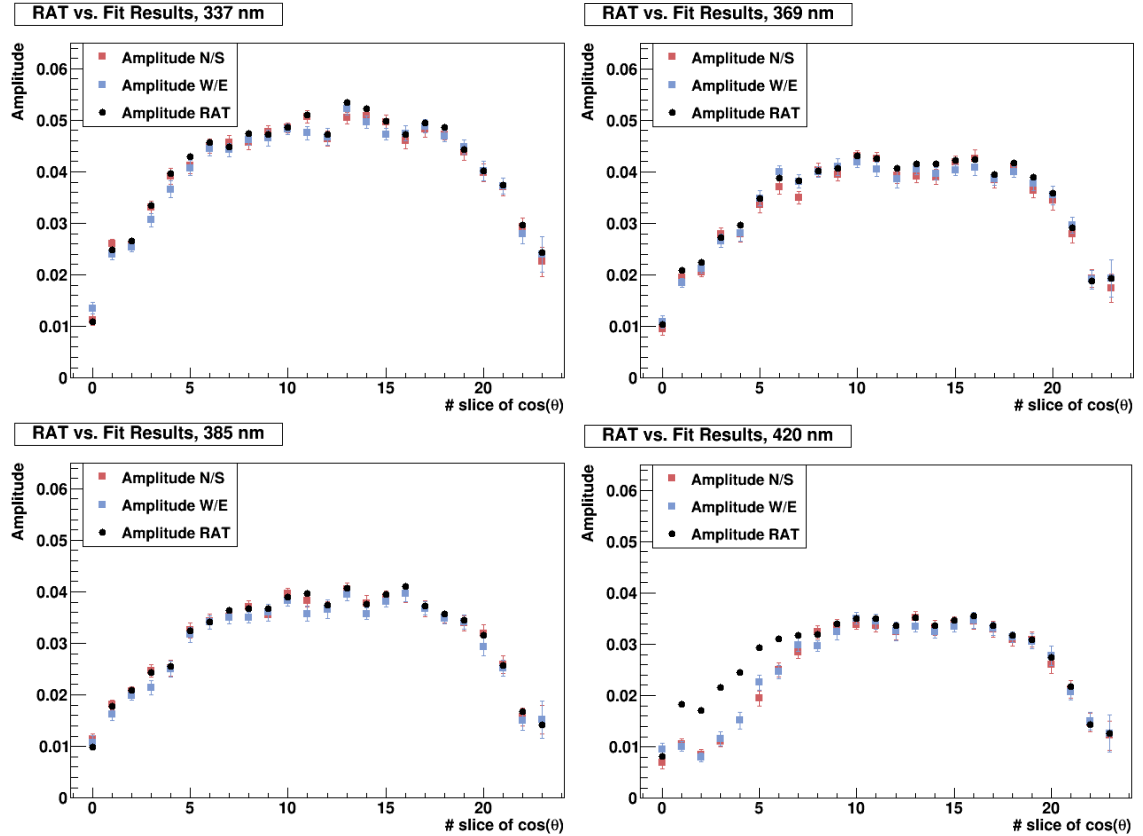 RAT vs. Fit Results, 337 nm
Amplitude
Amplitude N/S
Amplitude W/E
Amplitude RAT
0.06
0.05
0.04
0.03
0.02
0.01
0
0 5 10 15 20
# slice of cos(θ)
RAT vs. Fit Results, 369 nm
Amplitude
Amplitude N/S
Amplitude W/E
Amplitude RAT
0.06
0.05
0.04
0.03
0.02
0.01
0
0 5 10 15 20
# slice of cos(θ)
RAT vs. Fit Results, 385 nm
Amplitude
Amplitude N/S
Amplitude W/E
Amplitude RAT
0.06
0.05
0.04
0.03
0.02
0.01
0
0 5 10 15 20
# slice of cos(θ)
RAT vs. Fit Results, 420 nm
Amplitude
Amplitude N/S
Amplitude W/E
Amplitude RAT
0.06
0.05
0.04
0.03
0.02
0.01
0
0 5 10 15 20
# slice of cos(θ)